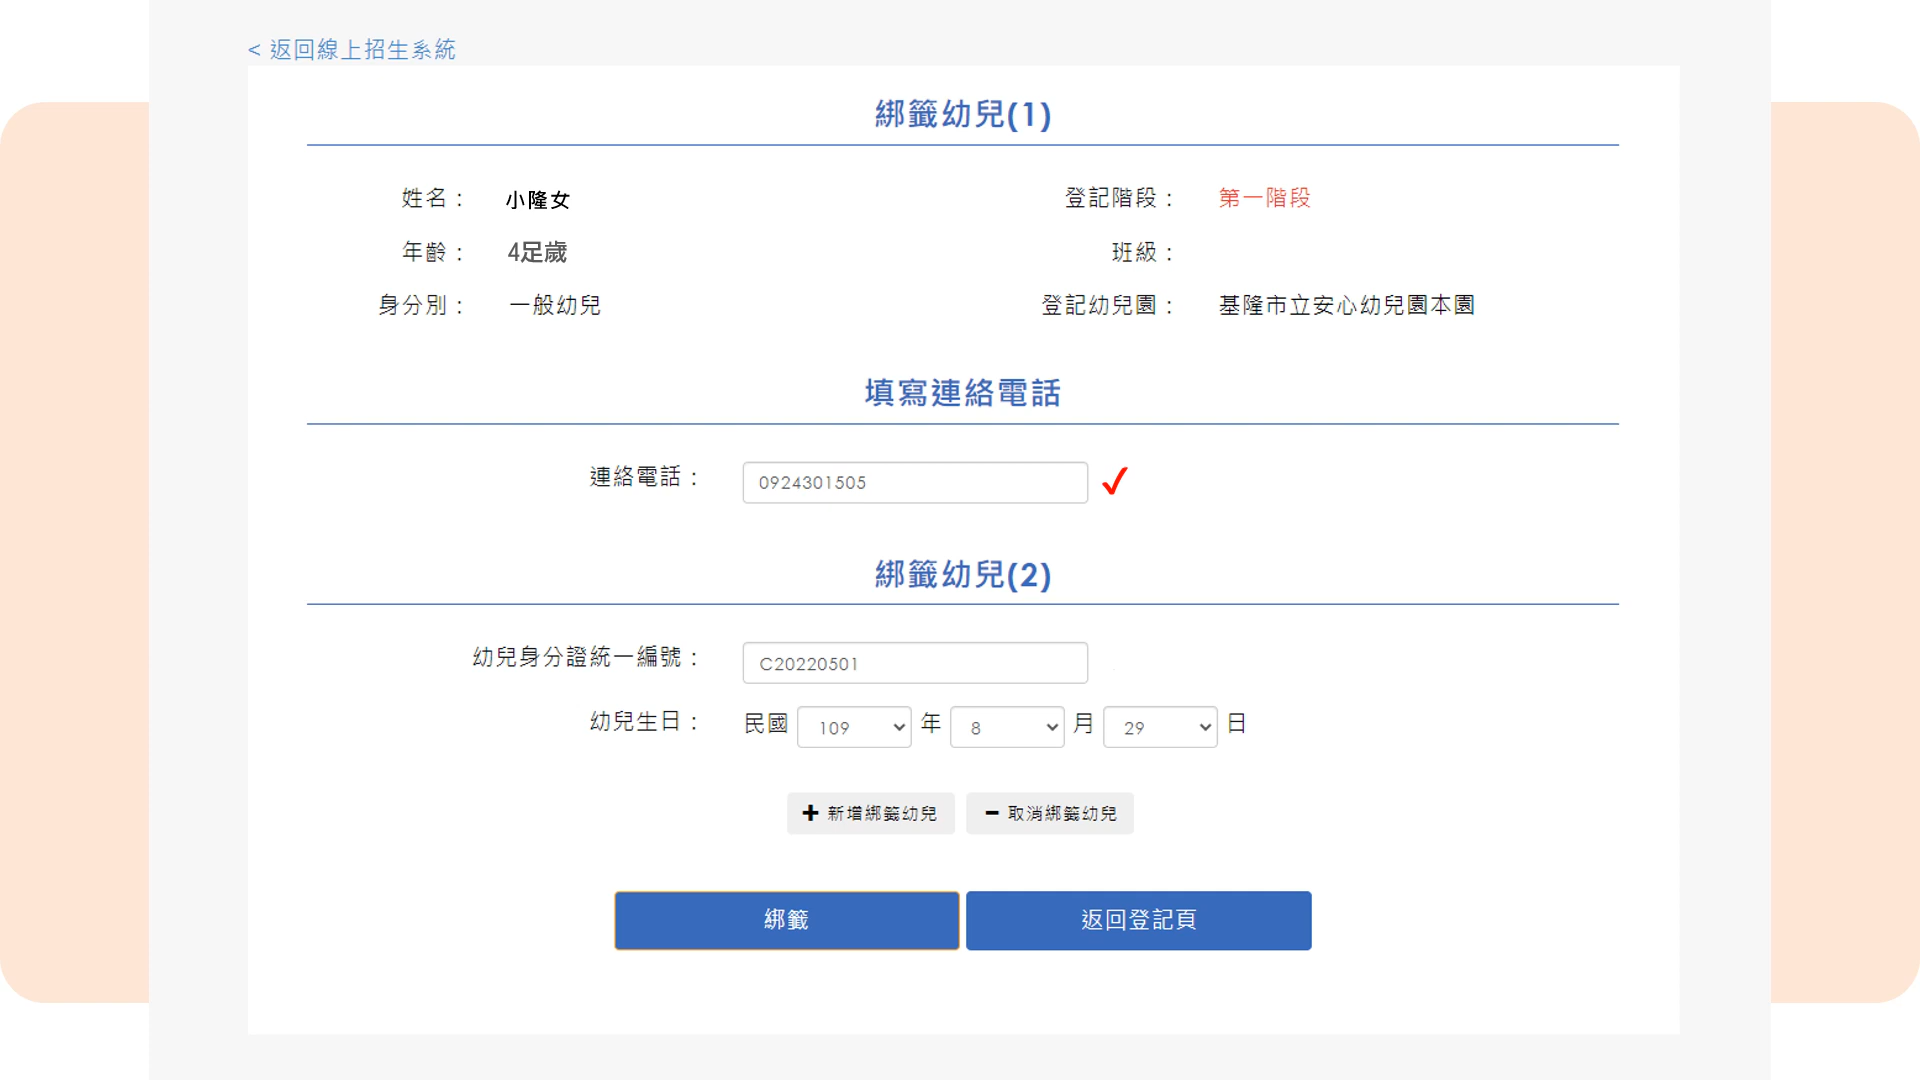 < 返回線上招生系統
綁籤幼兒(1)
姓名： 小隆女 登記階段： 第一階段
年齡： 4足歲 班級：
身分別： 一般幼兒 登記幼兒園： 基隆市立安心幼兒園本園
填寫連絡電話
連絡電話： 0924301505
綁籤幼兒(2)
幼兒身分證統一編號： C20220501
幼兒生日： 民國 109 年 8 月 29 日
新增綁籤幼兒 取消綁籤幼兒
綁籤 返回登記頁